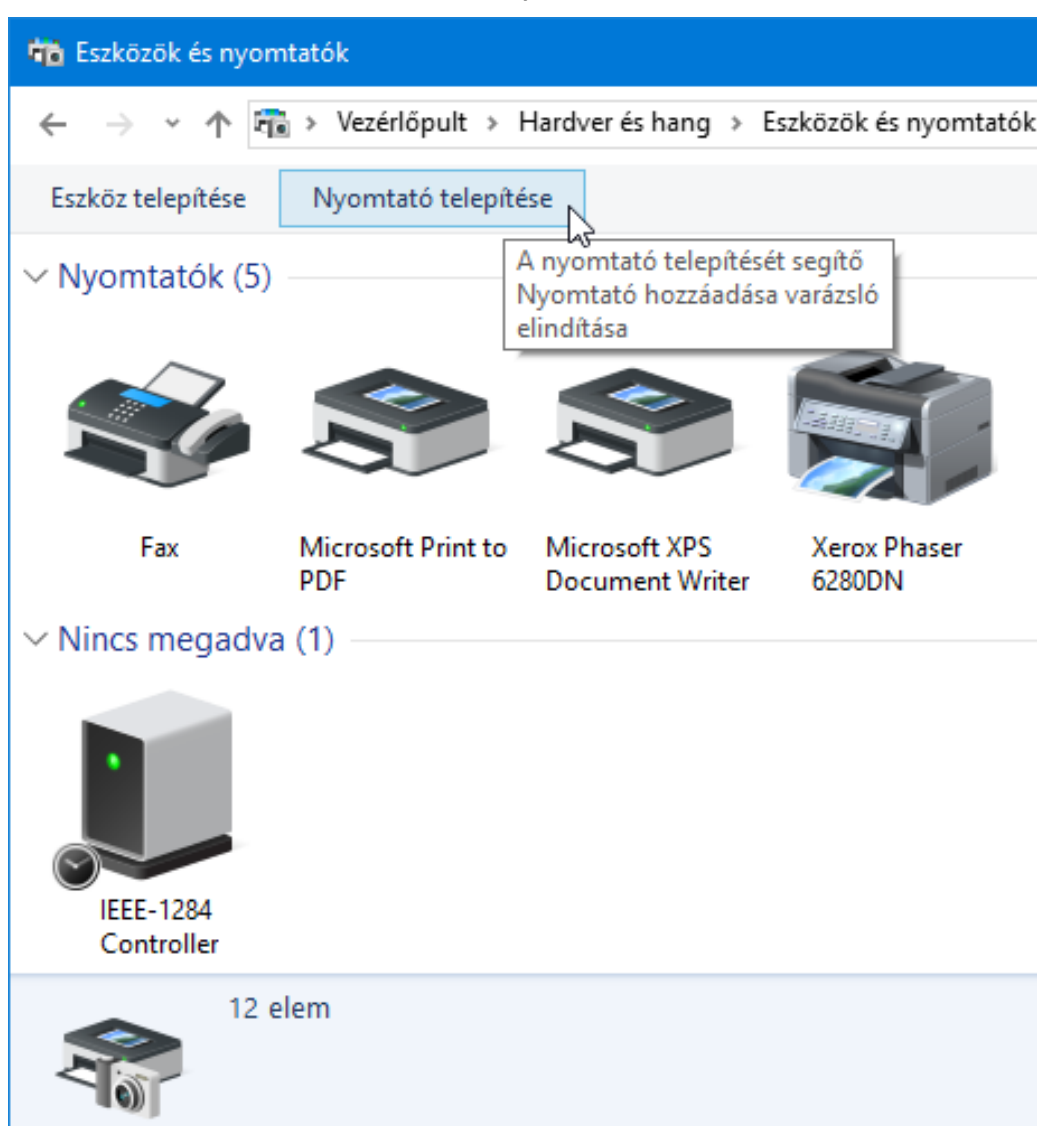 Eszközök és nyomtatók
Vezérlőpult > Hardver és hang > Eszközök és nyomtatók
Eszköz telepítése Nyomtató telepítése
A nyomtató telepítését segítő
Nyomtató hozzáadása varázsló
elindítása
Nyomtatók (5)
Fax
Microsoft Print to
PDF
Microsoft XPS
Document Writer
Xerox Phaser
6280DN
Nincs megadva (1)
IEEE-1284
Controller
12 elem